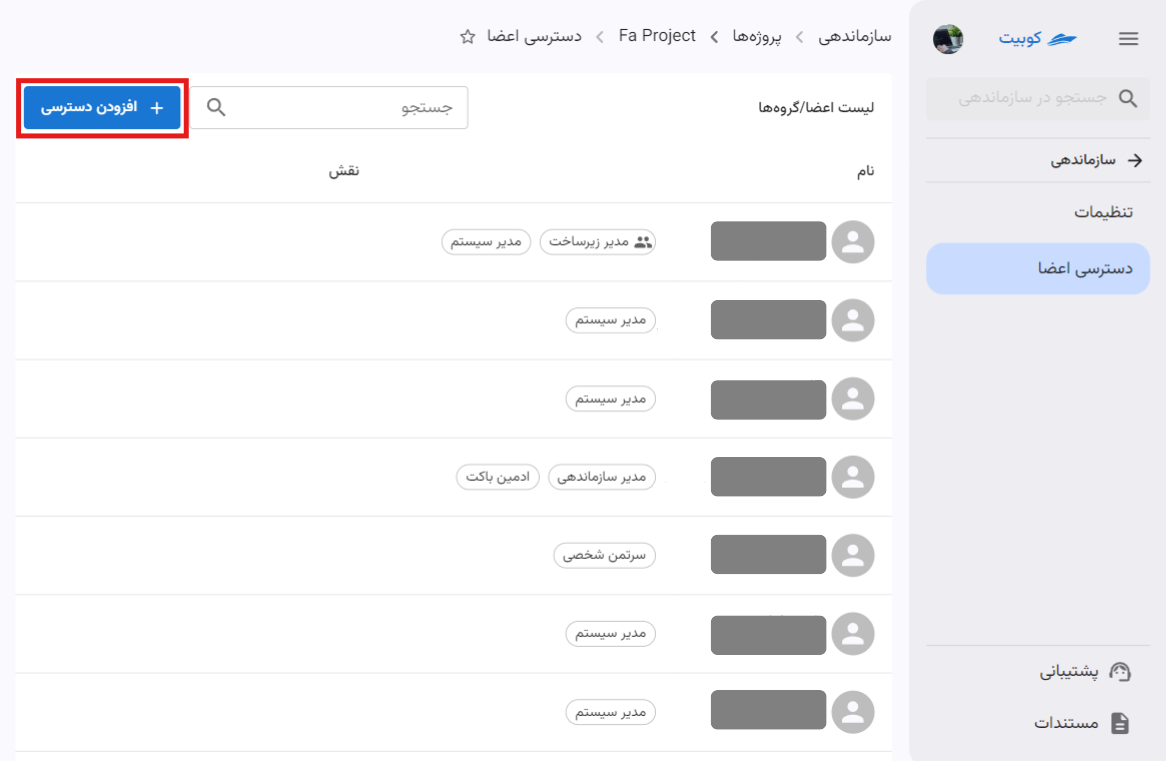 کوبیت
جستجو در سازماندهی
سازماندهی
تنظیمات
دسترسی اعضا
پشتیبانی
مستندات
سازماندهی > پروژه‌ها > Fa Project > دسترسی اعضا
لیست اعضا/گروه‌ها
جستجو
+ افزودن دسترسی
نام نقش
مدیر زیرساخت مدیر سیستم
مدیر سیستم
مدیر سیستم
مدیر سازماندهی ادمین باکت
سرتمن شخصی
مدیر سیستم
مدیر سیستم